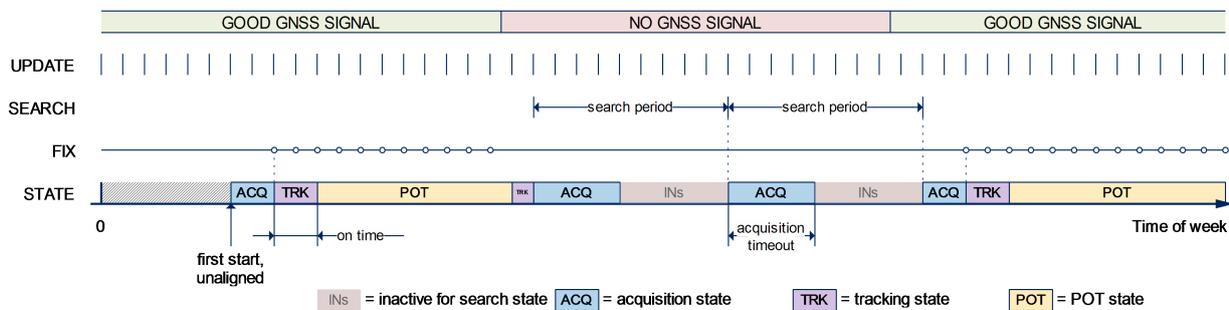 GOOD GNSS SIGNAL NO GNSS SIGNAL GOOD GNSS SIGNAL
UPDATE
SEARCH search period search period
FIX
STATE ACQ TRK POT TRK ACQ INs ACQ INs ACQ TRK POT
0 Time of week
on time
acquisition
timeout
first start,
unaligned
INs = inactive for search state ACQ = acquisition state TRK = tracking state POT = POT state